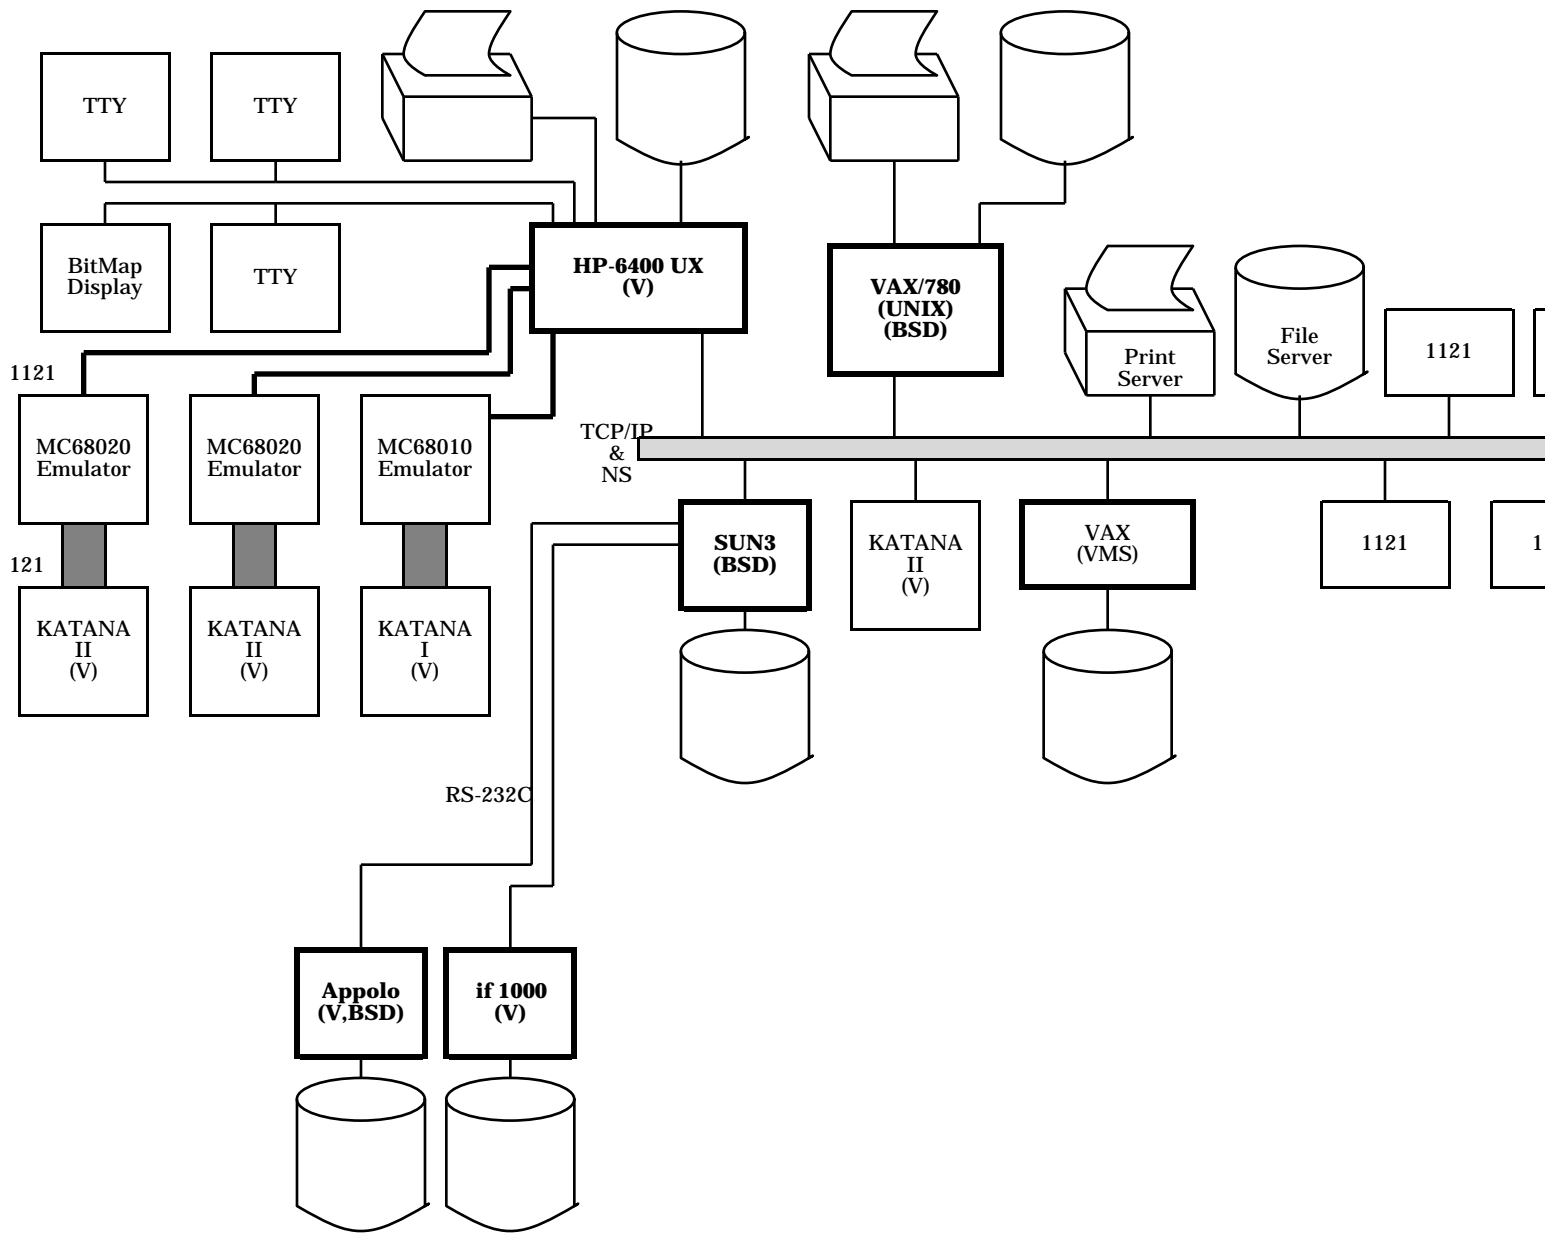 TTY
TTY
BitMap
Display
TTY
HP-6400 UX
(V)
VAX/780
(UNIX)
(BSD)
Print
Server
File
Server
1121
1121
MC68020
Emulator
MC68020
Emulator
MC68010
Emulator
TCP/IP
&
NS
121
KATANA
II
(V)
KATANA
II
(V)
KATANA
I
(V)
SUN3
(BSD)
KATANA
II
(V)
VAX
(VMS)
1121
1
RS-232C
Appolo
(V,BSD)
if 1000
(V)